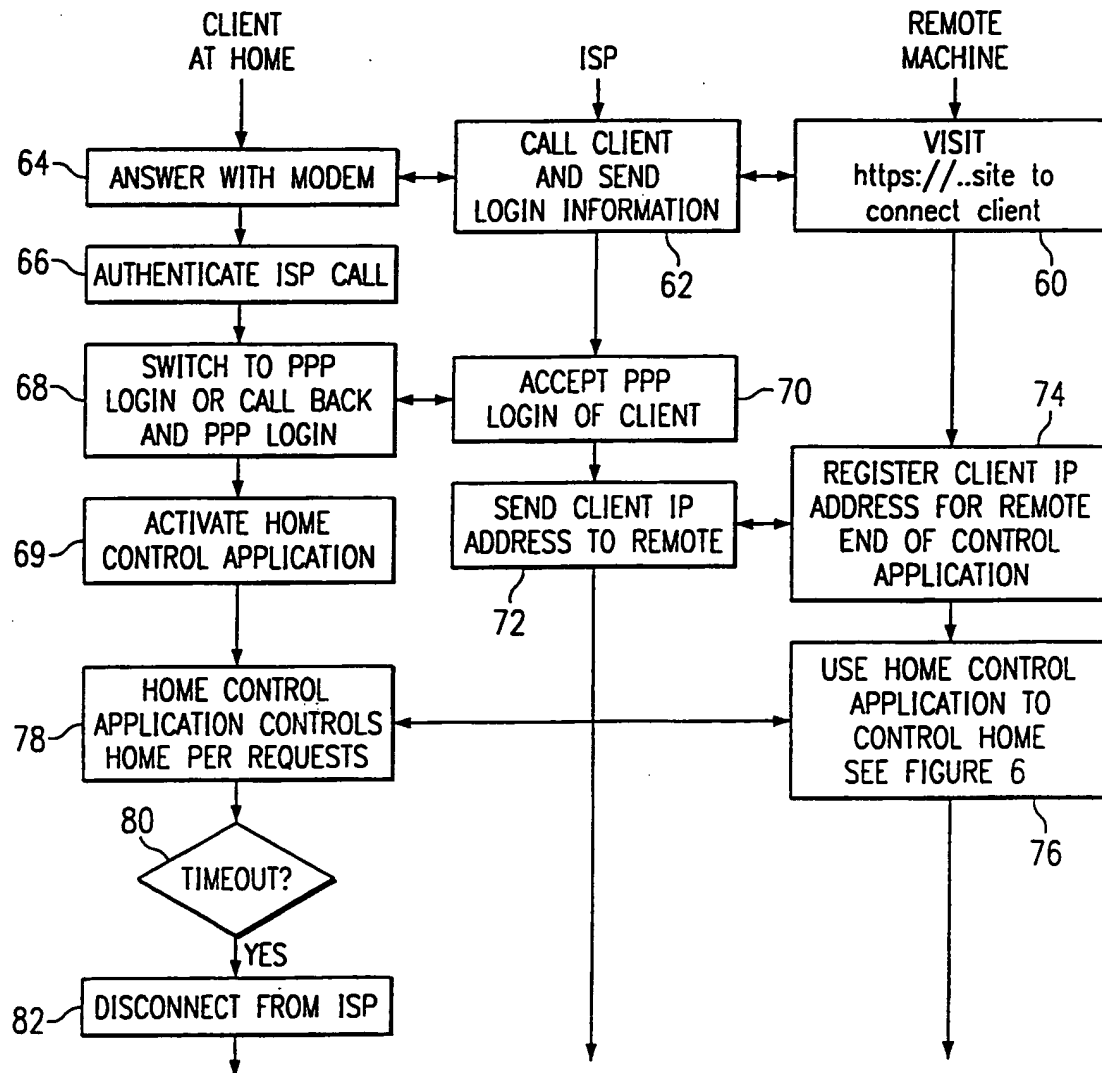 CLIENT
AT HOME
ISP
REMOTE
MACHINE
64
ANSWER WITH MODEM
CALL CLIENT
AND SEND
LOGIN INFORMATION
62
VISIT
https://..site to
connect client
60
66
AUTHENTICATE ISP CALL
68
SWITCH TO PPP
LOGIN OR CALL BACK
AND PPP LOGIN
ACCEPT PPP
LOGIN OF CLIENT
70
74
69
ACTIVATE HOME
CONTROL APPLICATION
SEND CLIENT IP
ADDRESS TO REMOTE
72
REGISTER CLIENT IP
ADDRESS FOR REMOTE
END OF CONTROL
APPLICATION
78
HOME CONTROL
APPLICATION CONTROLS
HOME PER REQUESTS
USE HOME CONTROL
APPLICATION TO
CONTROL HOME
SEE FIGURE 6
76
80
TIMEOUT?
YES
82
DISCONNECT FROM ISP